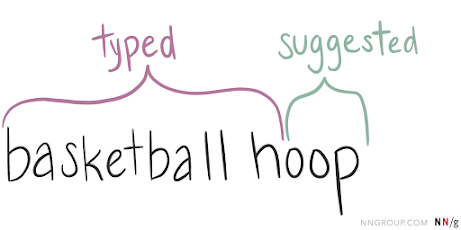 typed suggested
basketball hoop
NNGROUP.COM NN/g